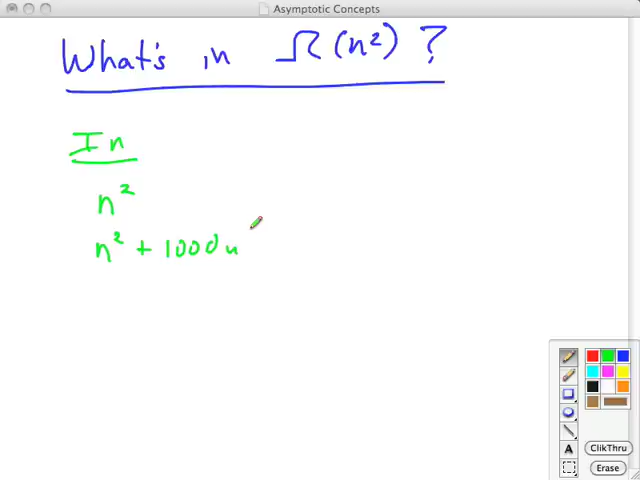 Asymptotic Concepts
What's in Ω(n²) ?
In
n²
n² + 1000n
A
ClikThru
Erase